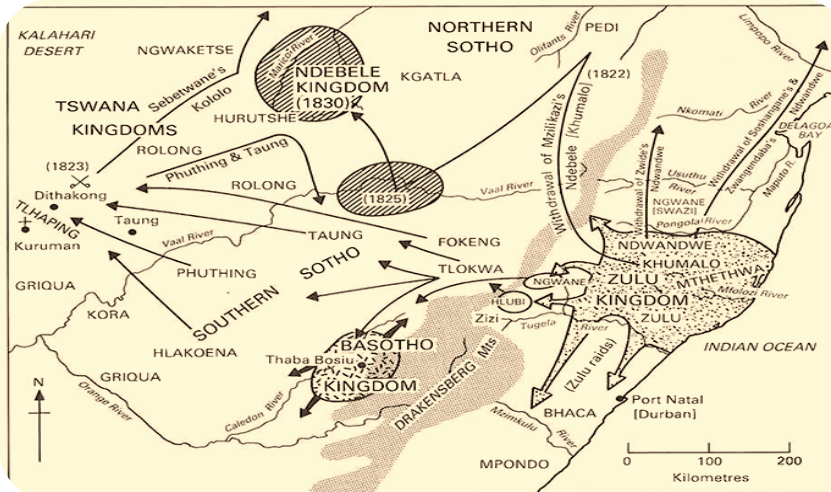 KALAHARI
DESERT
NGWAKETSE
NORTHERN
SOTHO
PEDI
Olifants River
Limpopo River
Marico River
NDEBELE
KINGDOM
(1830)
KGATLA
(1822)
Sebetwane's
Kololo
TSWANA
KINGDOMS
HURUTSHE
ROLONG
Phuthing & Taung
(1823)
Dithakong
TLHAPING
Kuruman
Taung
ROLONG
(1825)
Vaal River
Withdrawal of Mzilikazi's
Ndebele [Khumalo]
Withdrawal of Zwide's
Ndwandwe
Withdrawal of Soshangane's &
Zwangendaba's Ndwandwe
Nkomati River
DELAGOA
BAY
Maputo R.
Usuthu
River
NGWANE
[SWAZI]
Pongola River
Vaal River
TAUNG
FOKENG
TLOKWA
PHUTHING
SOUTHERN SOTHO
GRIQUA
KORA
HLAKOENA
GRIQUA
NDWANDWE
KHUMALO
MTHETHWA
ZULU
KINGDOM
ZULU
Mfolozi River
NGWANE
HLUBI
Zizi
Tugela River
(Zulu raids)
INDIAN OCEAN
BASOTHO
KINGDOM
Thaba Bosiu
Caledon River
Orange River
DRAKENSBERG Mts
BHACA
Port Natal
[Durban]
Mzimkulu
River
MPONDO
N
0 100 200
Kilometres